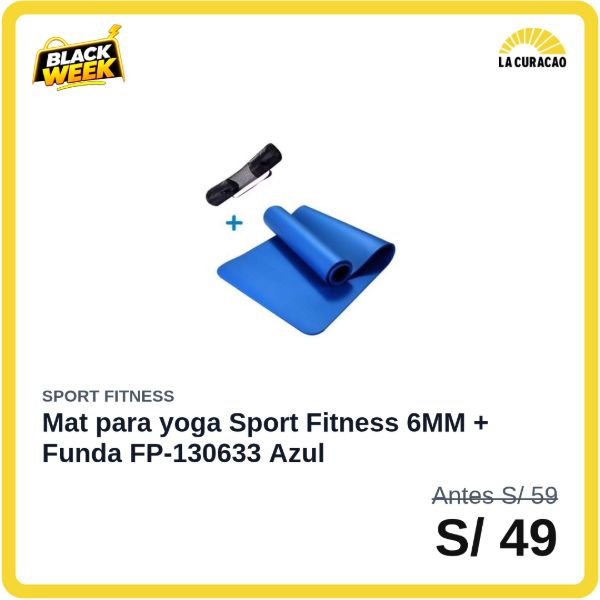 BLACK
WEEK
LA CURACAO
+
SPORT FITNESS
Mat para yoga Sport Fitness 6MM +
Funda FP-130633 Azul
Antes S/ 59
S/ 49